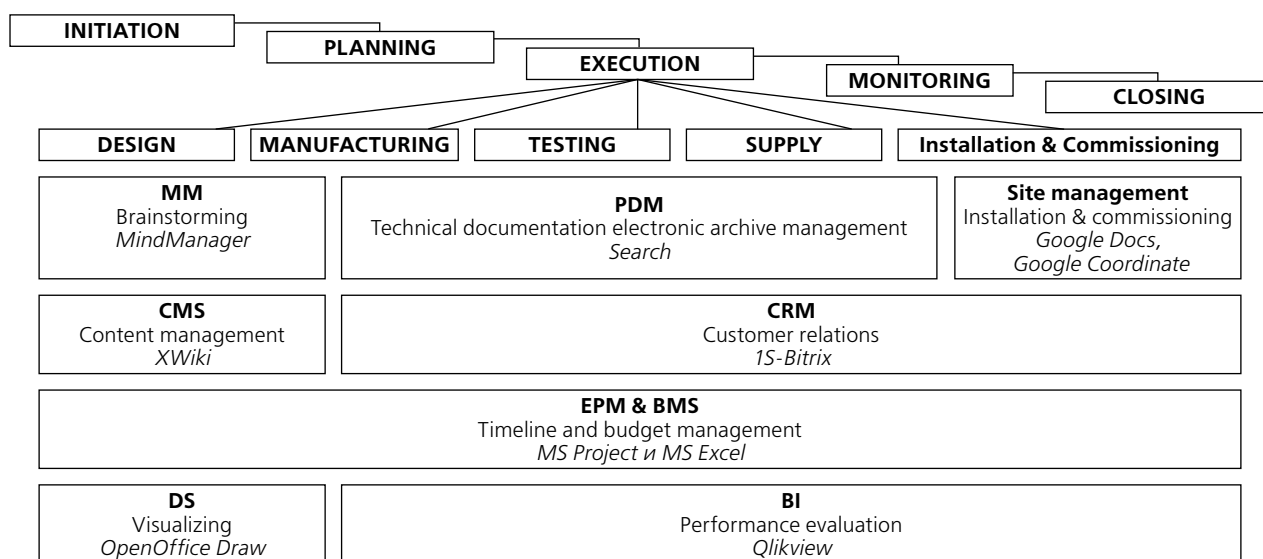 INITIATION
PLANNING
EXECUTION
MONITORING
CLOSING
DESIGN
MANUFACTURING
TESTING
SUPPLY
Installation & Commissioning
MM
Brainstorming
MindManager
PDM
Technical documentation electronic archive management
Search
Site management
Installation & commissioning
Google Docs,
Google Coordinate
CMS
Content management
XWiki
CRM
Customer relations
1S-Bitrix
EPM & BMS
Timeline and budget management
MS Project и MS Excel
DS
Visualizing
OpenOffice Draw
BI
Performance evaluation
Qlikview